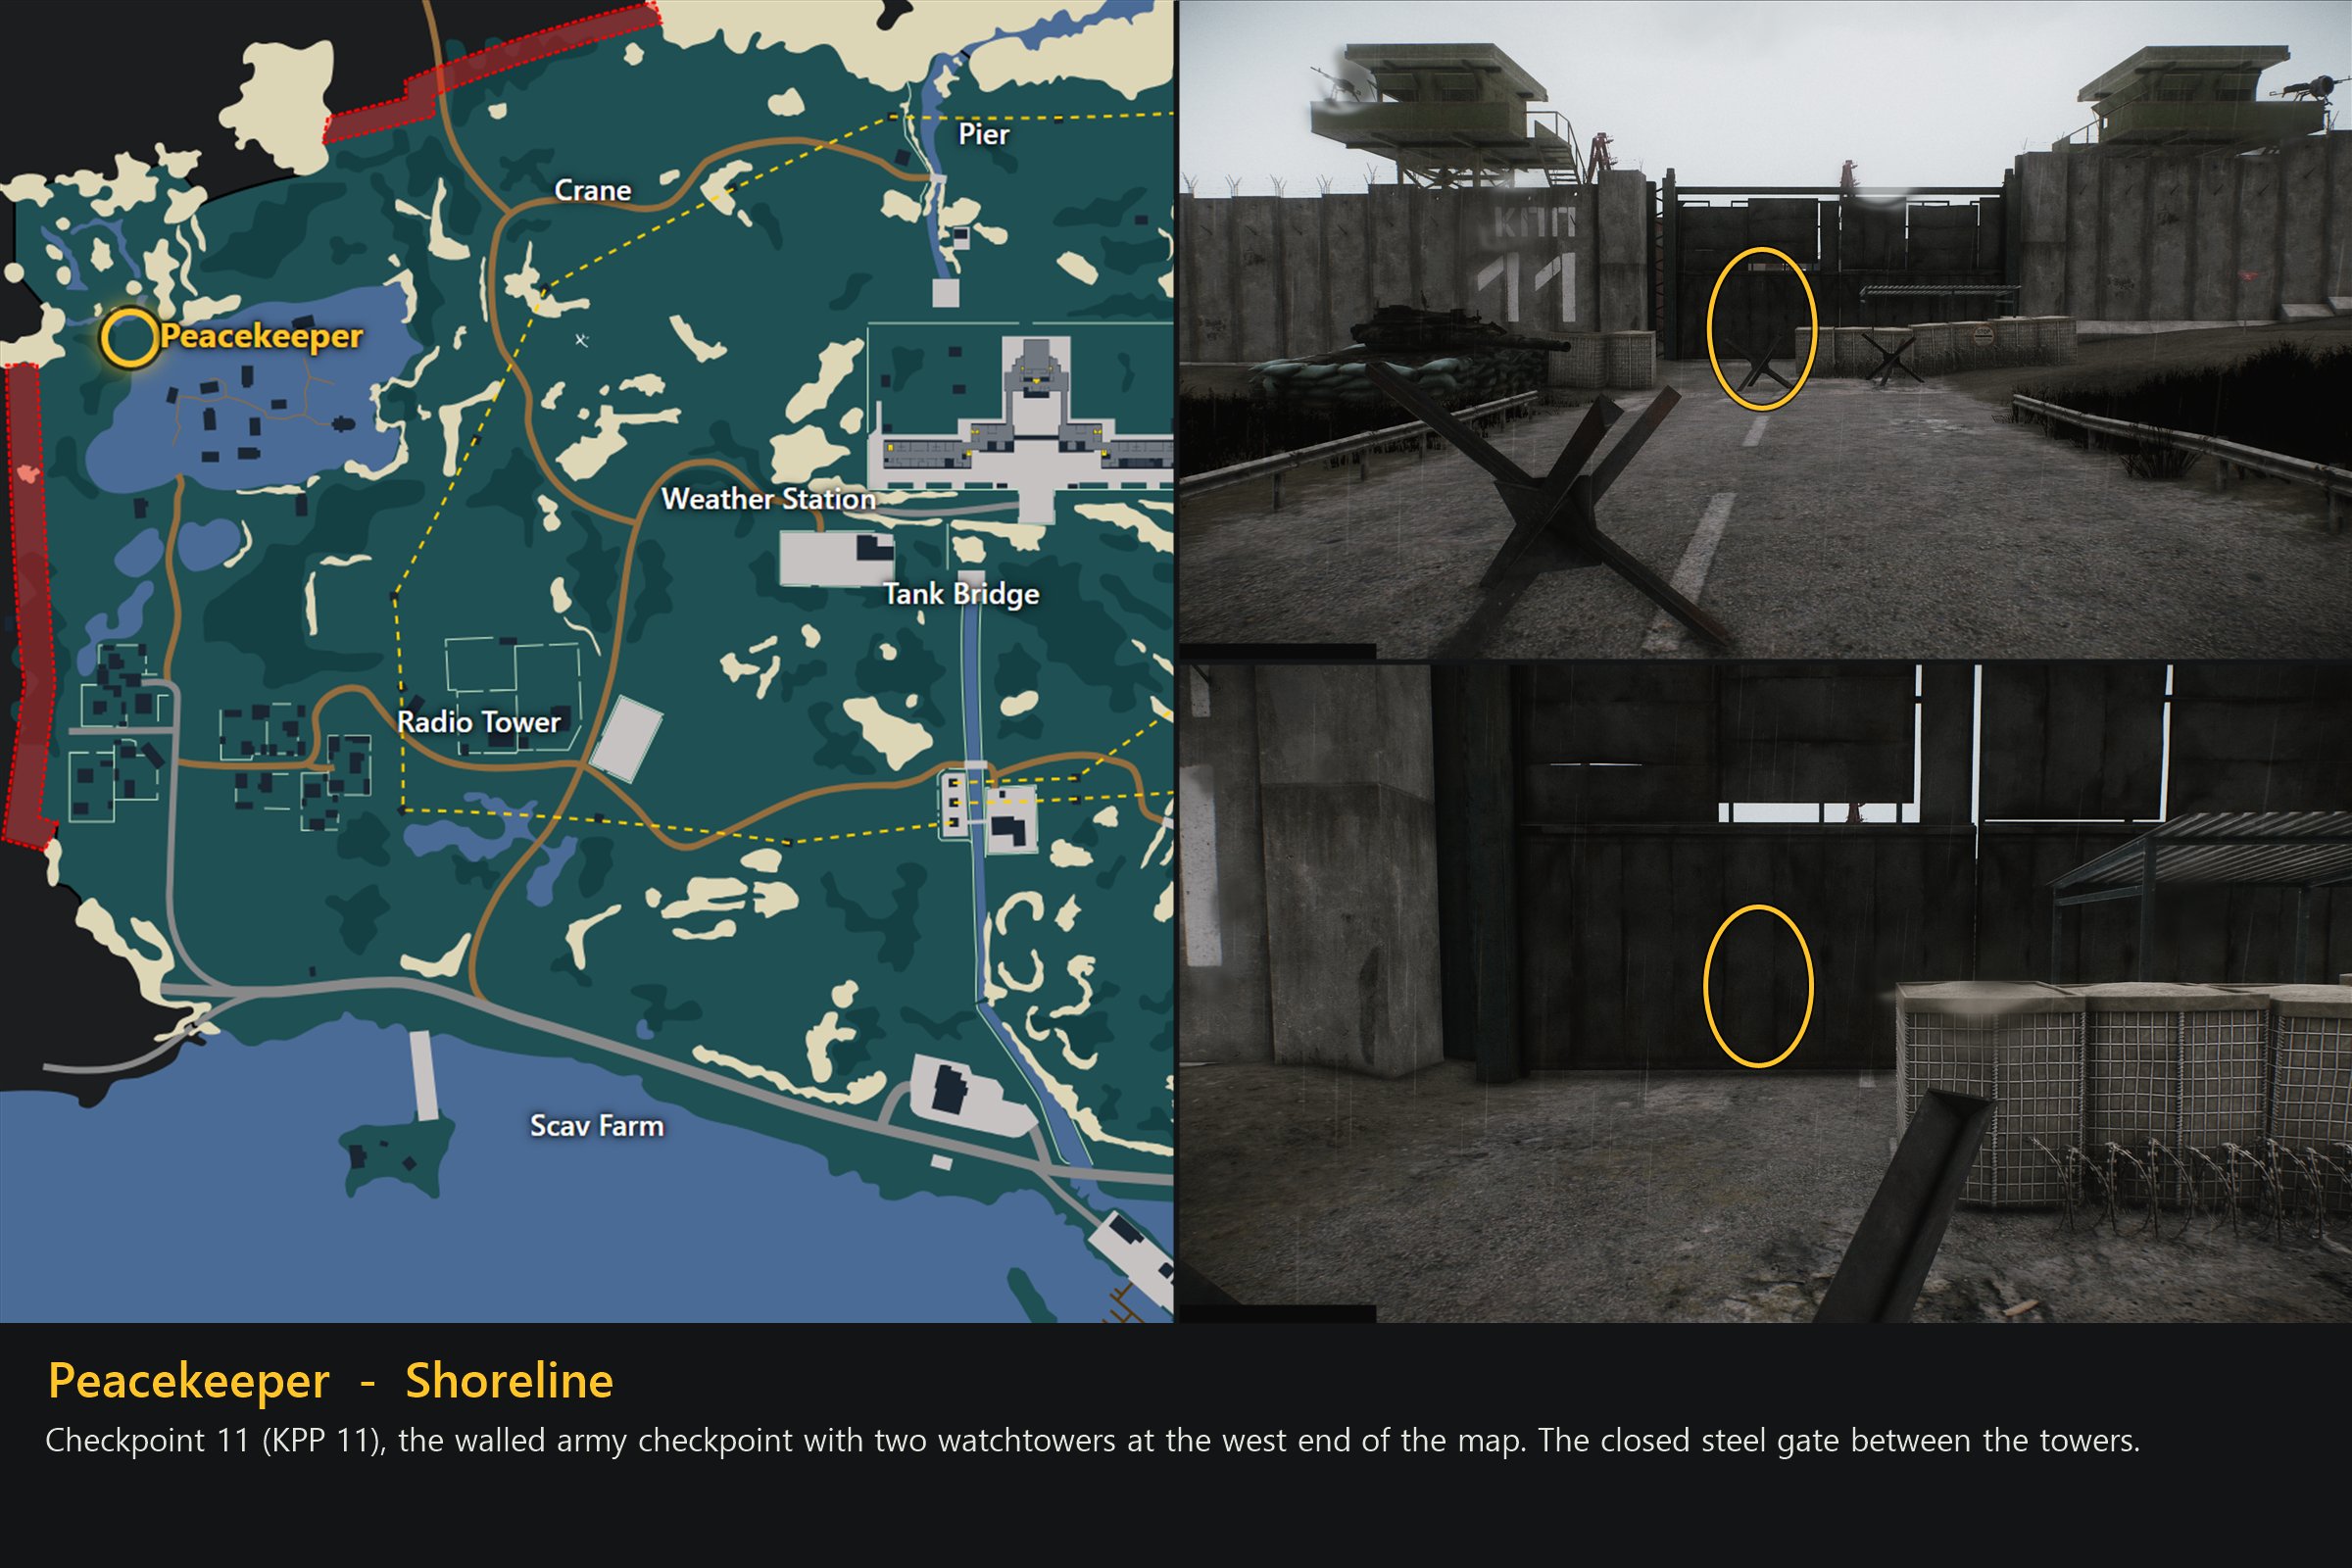 Pier
Crane
Peacekeeper
Weather Station
Tank Bridge
Radio Tower
Scav Farm
КПП
11
Peacekeeper - Shoreline
Checkpoint 11 (KPP 11), the walled army checkpoint with two watchtowers at the west end of the map. The closed steel gate between the towers.